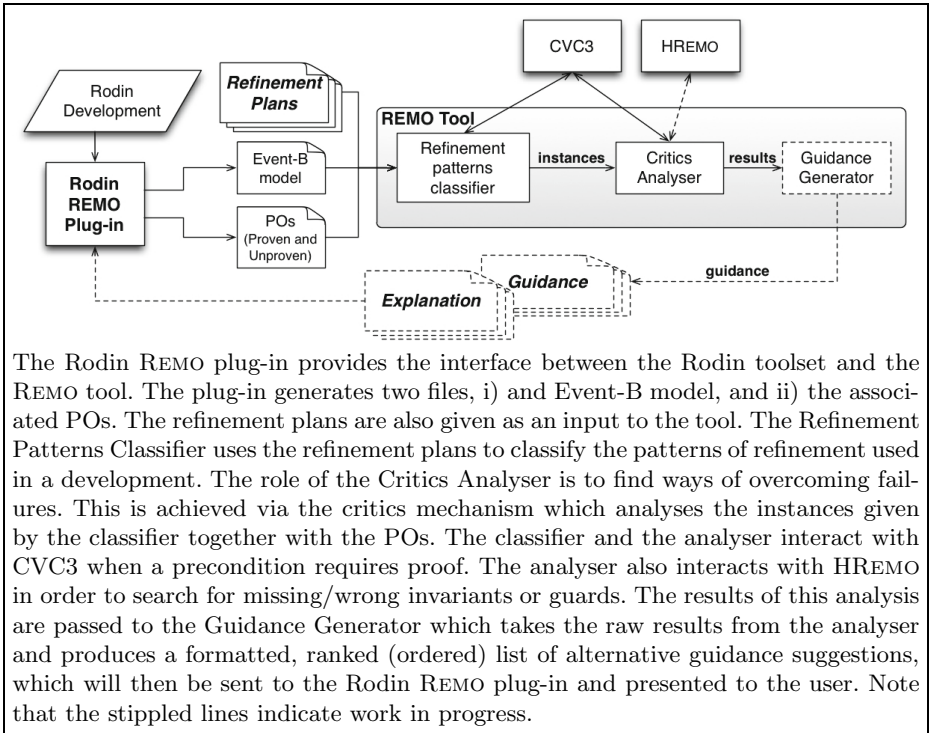 CVC3
HREMO
Rodin
Development
Refinement
Plans
REMO Tool
Rodin
REMO
Plug-in
Event-B
model
Refinement
patterns
classifier
instances
Critics
Analyser
results
Guidance
Generator
POs
(Proven and
Unproven)
guidance
Guidance
Explanation
The Rodin REMO plug-in provides the interface between the Rodin toolset and the
REMO tool. The plug-in generates two files, i) and Event-B model, and ii) the associ-
ated POs. The refinement plans are also given as an input to the tool. The Refinement
Patterns Classifier uses the refinement plans to classify the patterns of refinement used
in a development. The role of the Critics Analyser is to find ways of overcoming fail-
ures. This is achieved via the critics mechanism which analyses the instances given
by the classifier together with the POs. The classifier and the analyser interact with
CVC3 when a precondition requires proof. The analyser also interacts with HREMO
in order to search for missing/wrong invariants or guards. The results of this analysis
are passed to the Guidance Generator which takes the raw results from the analyser
and produces a formatted, ranked (ordered) list of alternative guidance suggestions,
which will then be sent to the Rodin REMO plug-in and presented to the user. Note
that the stippled lines indicate work in progress.